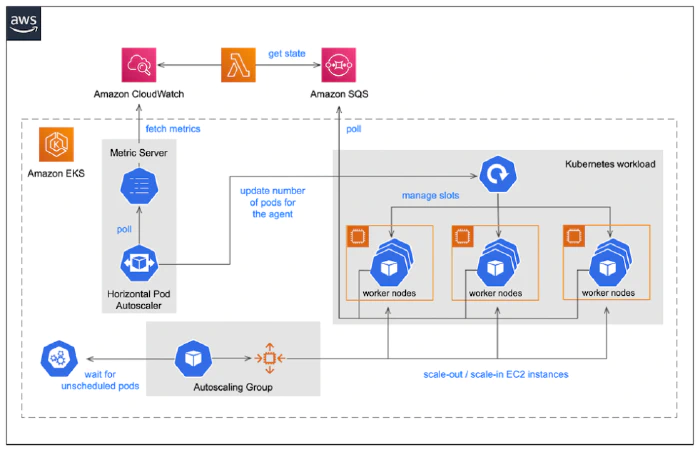 aws
get state
Amazon CloudWatch
Amazon SQS
fetch metrics
poll
Metric Server
Kubernetes workload
Amazon EKS
update number
of pods for
the agent
manage slots
poll
Horizontal Pod
Autoscaler
worker nodes
worker nodes
worker nodes
wait for
unscheduled pods
Autoscaling Group
scale-out / scale-in EC2 instances